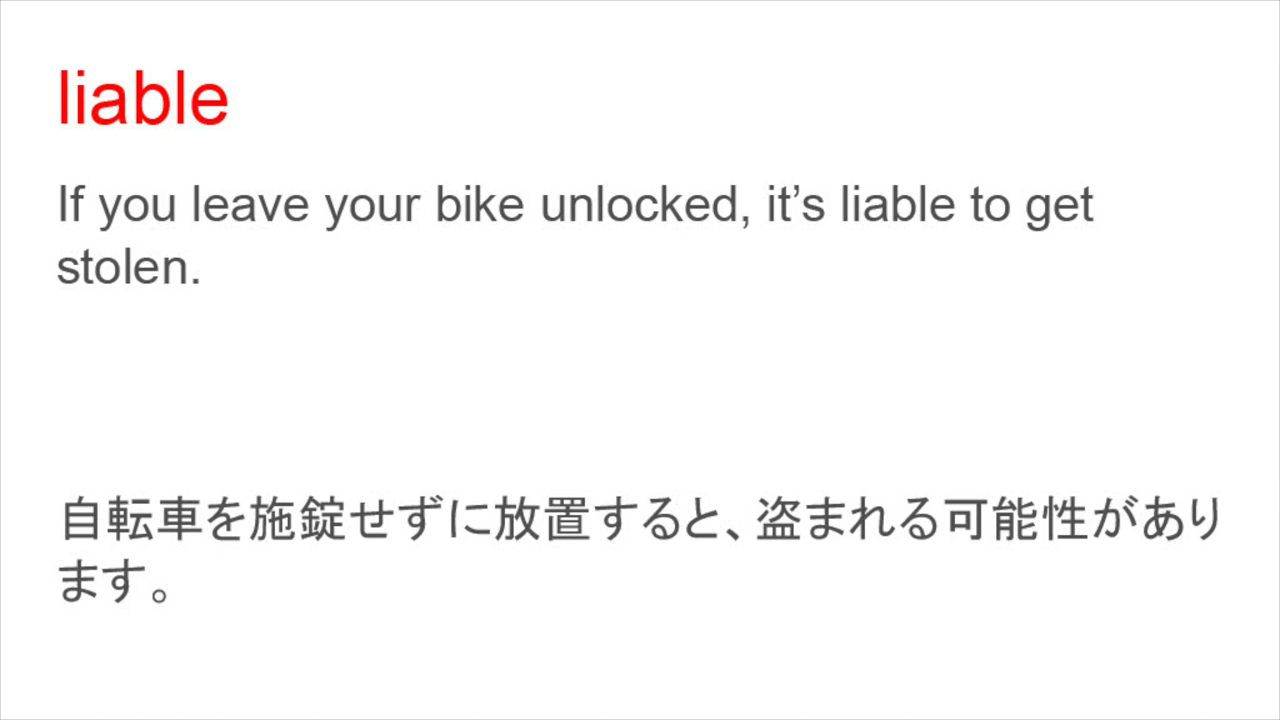 liable
If you leave your bike unlocked, it’s liable to get
stolen.
自転車を施錠せずに放置すると、盗まれる可能性があり
ます。